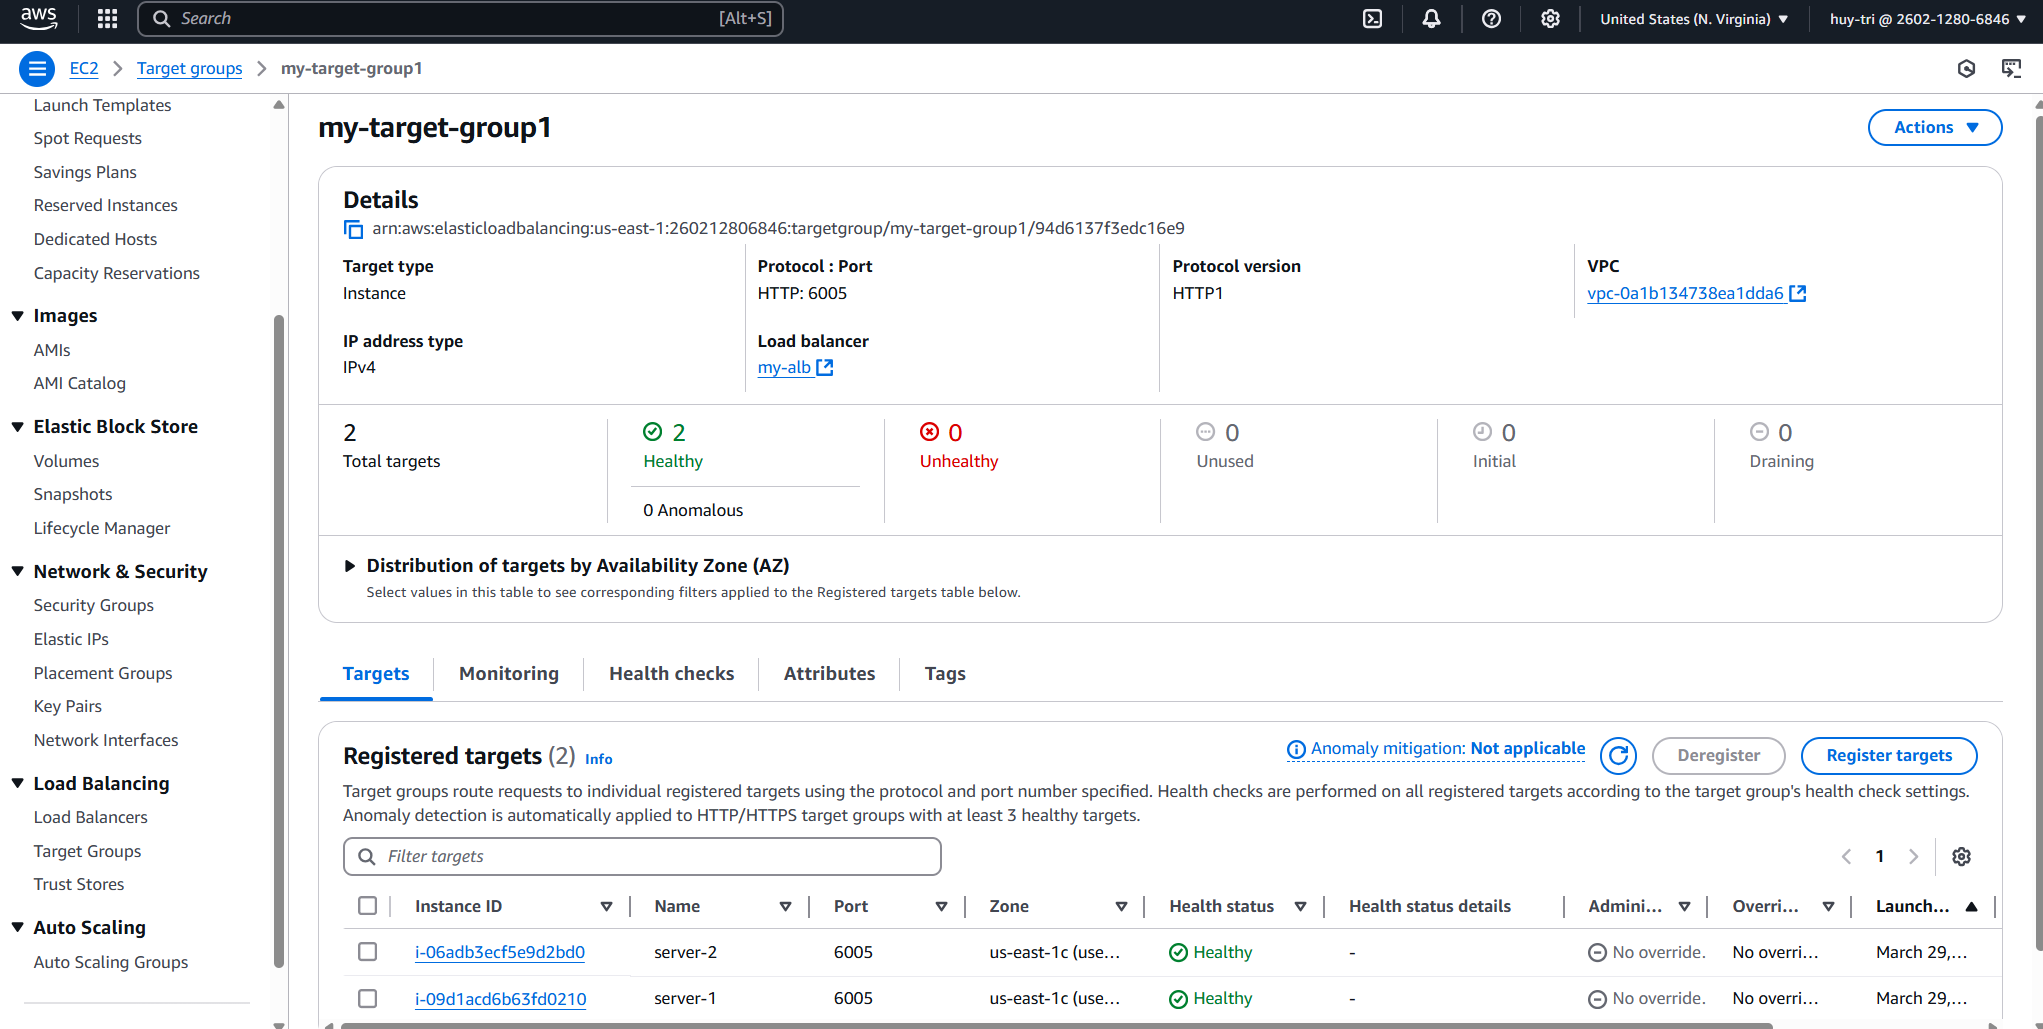 aws
Search
[Alt+S]
United States (N. Virginia)
huy-tri @ 2602-1280-6846
EC2
Target groups
my-target-group1
Launch Templates
Spot Requests
Savings Plans
Reserved Instances
Dedicated Hosts
Capacity Reservations
Images
AMIs
AMI Catalog
Elastic Block Store
Volumes
Snapshots
Lifecycle Manager
Network & Security
Security Groups
Elastic IPs
Placement Groups
Key Pairs
Network Interfaces
Load Balancing
Load Balancers
Target Groups
Trust Stores
Auto Scaling
Auto Scaling Groups
my-target-group1
Actions
Details
arn:aws:elasticloadbalancing:us-east-1:260212806846:targetgroup/my-target-group1/94d6137f3edc16e9
Target type
Instance
Protocol : Port
HTTP: 6005
Protocol version
HTTP1
VPC
vpc-0a1b134738ea1dda6
IP address type
IPv4
Load balancer
my-alb
2
Total targets
2
Healthy
0 Anomalous
0
Unhealthy
0
Unused
0
Initial
0
Draining
Distribution of targets by Availability Zone (AZ)
Select values in this table to see corresponding filters applied to the Registered targets table below.
Targets
Monitoring
Health checks
Attributes
Tags
Registered targets (2) Info
Anomaly mitigation: Not applicable
Deregister
Register targets
Target groups route requests to individual registered targets using the protocol and port number specified. Health checks are performed on all registered targets according to the target group's health check settings.
Anomaly detection is automatically applied to HTTP/HTTPS target groups with at least 3 healthy targets.
Filter targets
1
Instance ID
Name
Port
Zone
Health status
Health status details
Admini...
Overri...
Launch...
i-06adb3ecf5e9d2bd0
server-2
6005
us-east-1c (use...
Healthy
-
No override.
No overri...
March 29,...
i-09d1acd6b63fd0210
server-1
6005
us-east-1c (use...
Healthy
-
No override.
No overri...
March 29,...